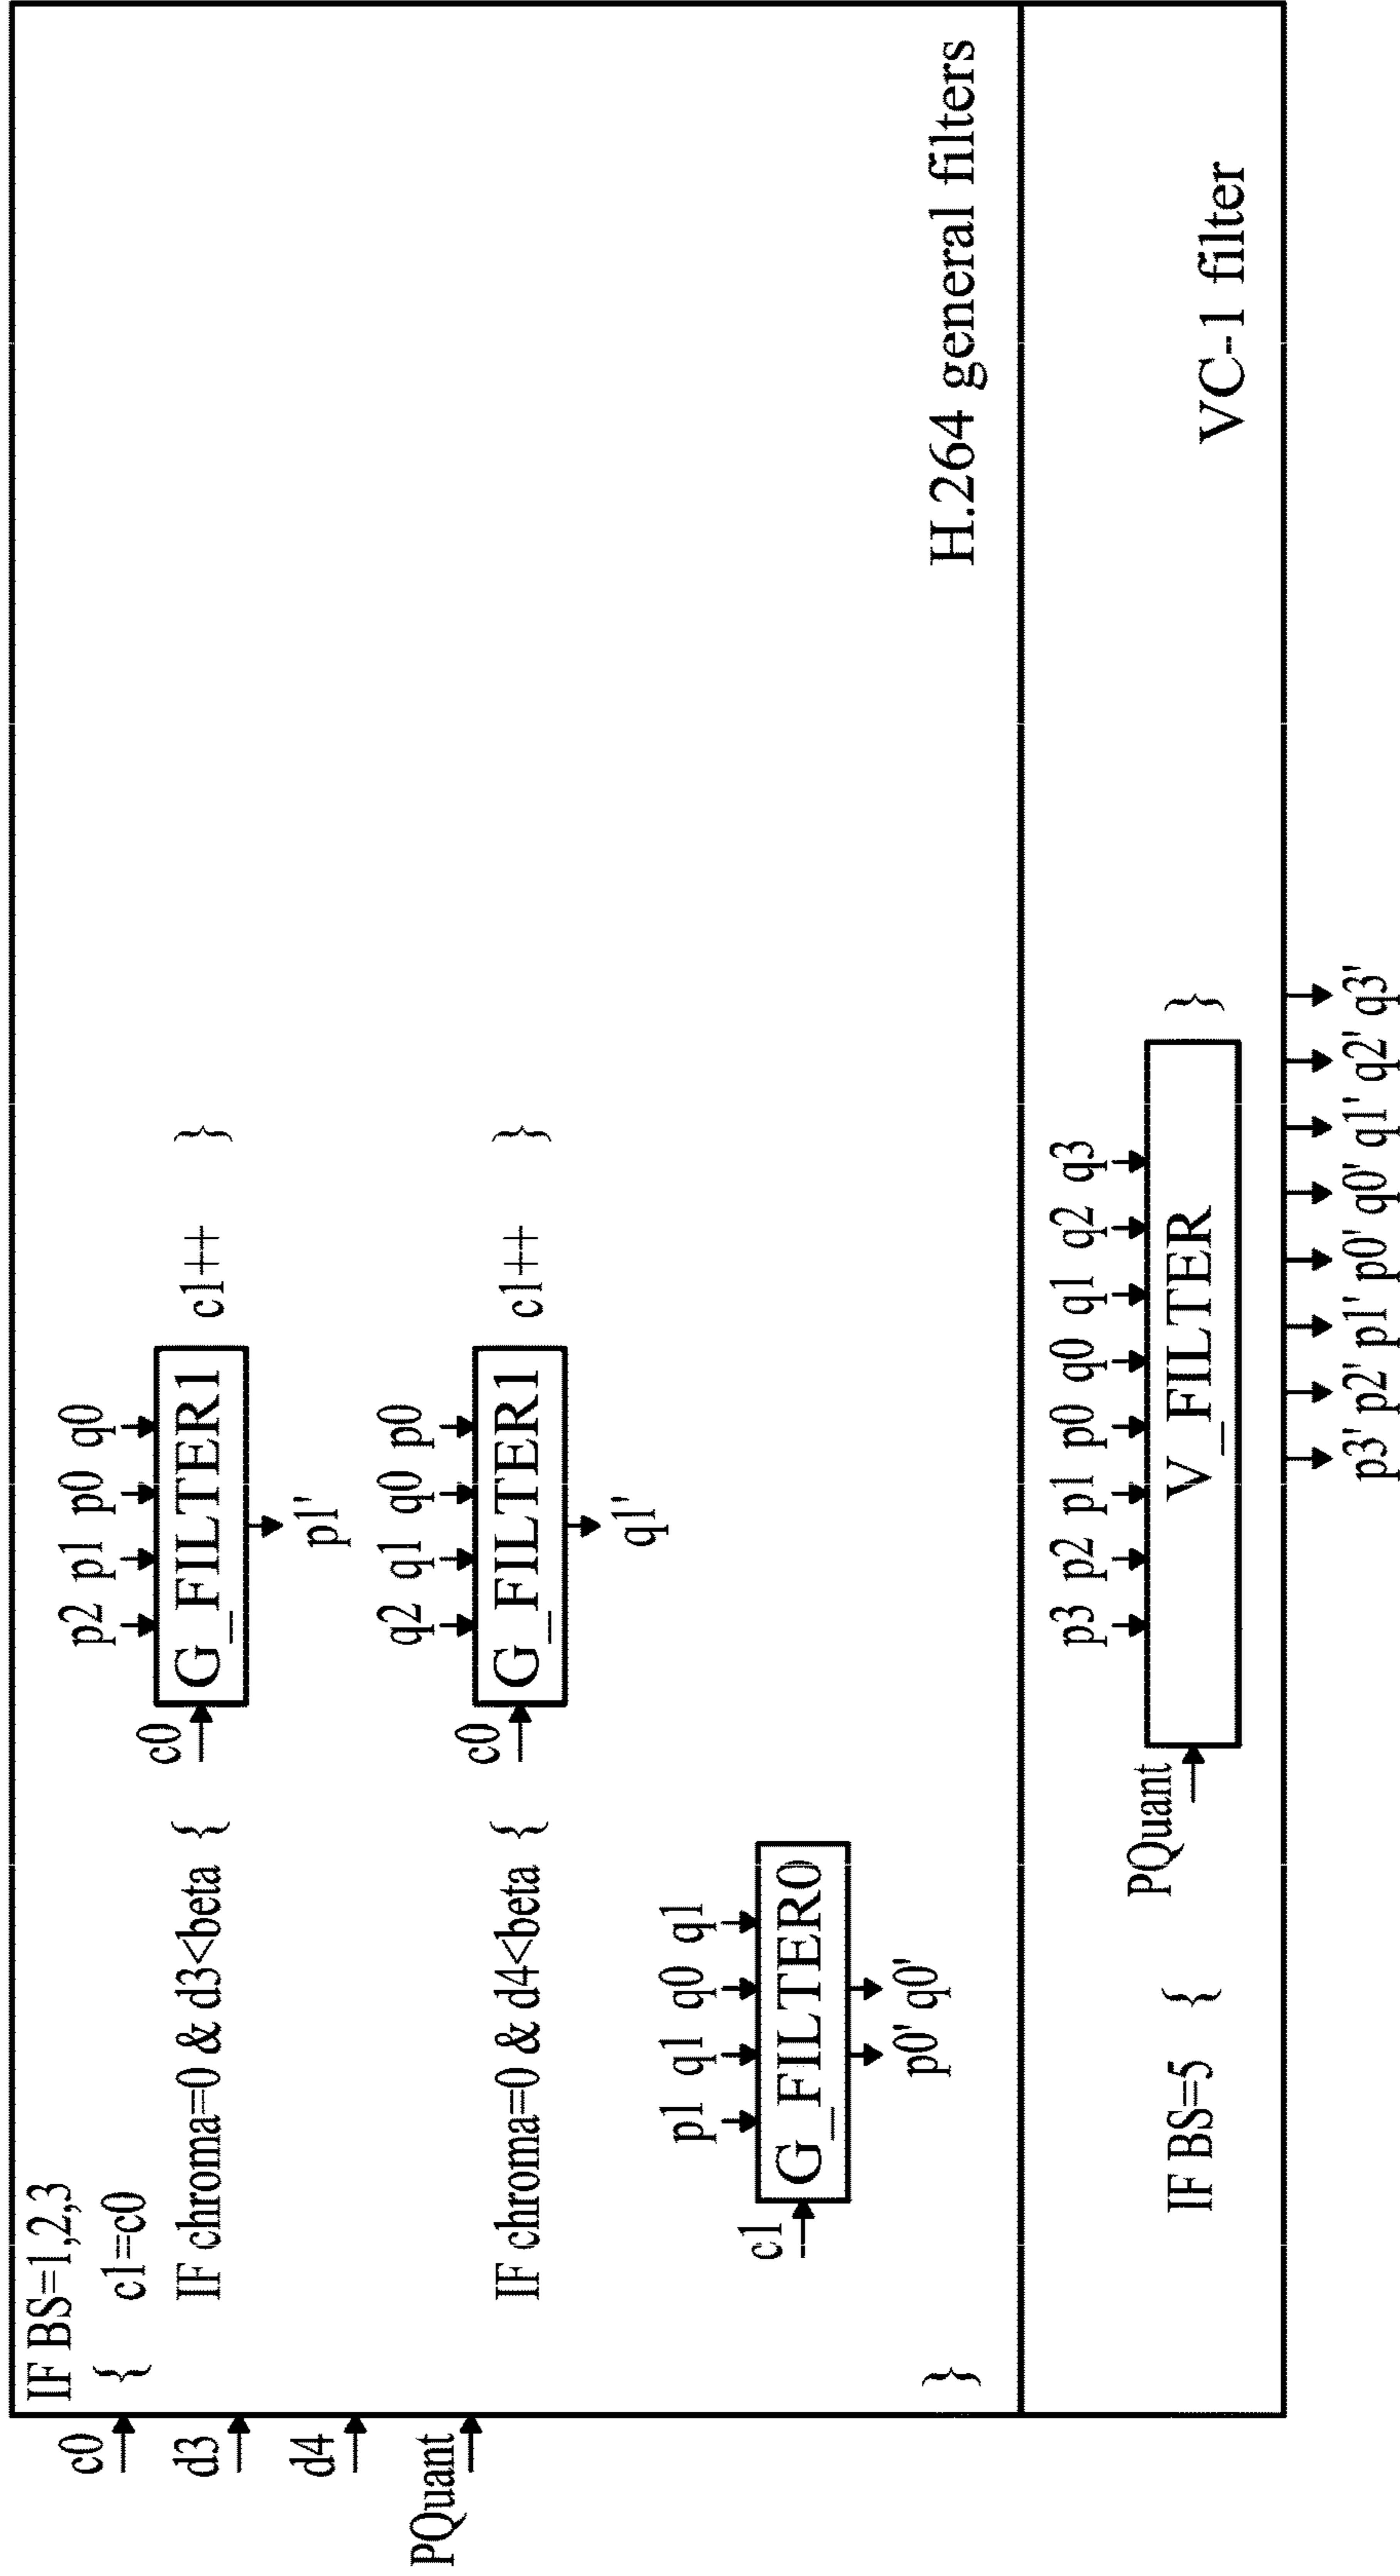 IF BS=1,2,3
c0
{ c1=c0
p2 p1 p0 q0
c0
d3
IF chroma=0 & d3<beta { G_FILTER1 c1++ }
p1'
d4
q2 q1 q0 p0
c0
PQuant
IF chroma=0 & d4<beta { G_FILTER1 c1++ }
q1'
p1 q1 q0 q1
c1
G_FILTER0
p0' q0'
}
H.264 general filters
p3 p2 p1 p0 q0 q1 q2 q3
PQuant
IF BS=5 { V_FILTER }
VC-1 filter
p3' p2' p1' p0' q0' q1' q2' q3'